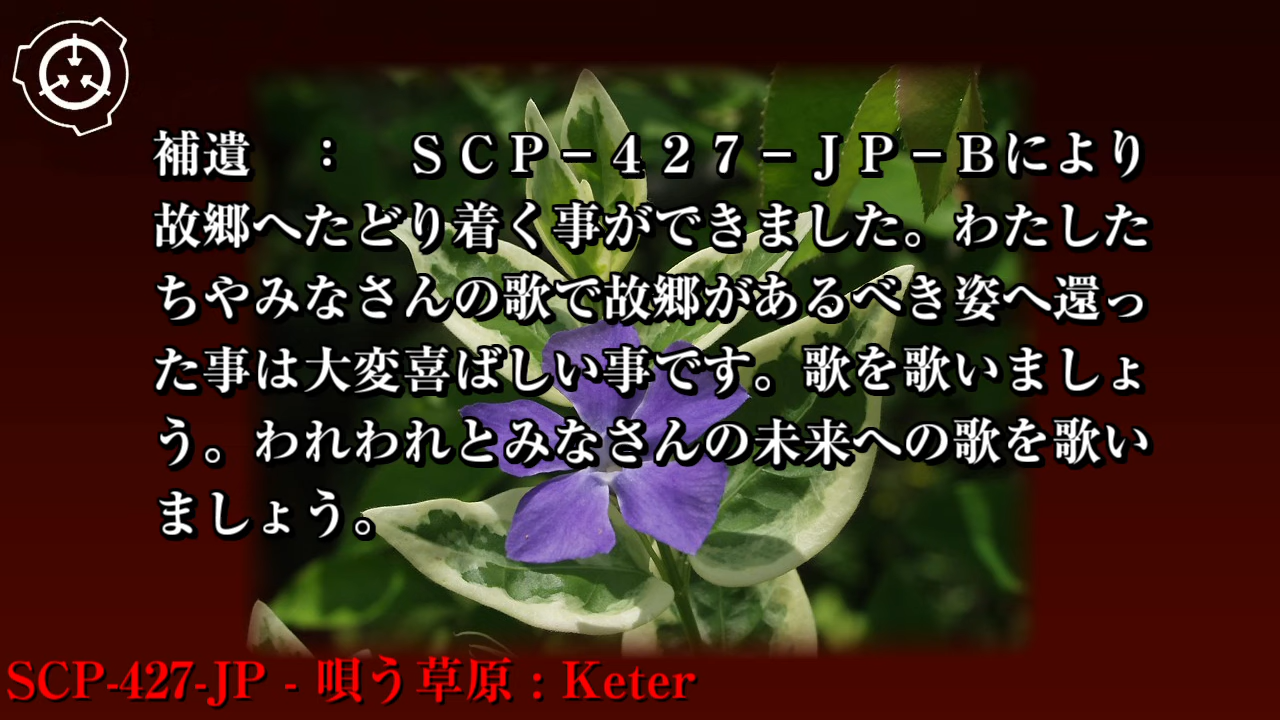 補遺　：　ＳＣＰ－４２７－ＪＰ－Ｂにより
故郷へたどり着く事ができました。わたした
ちやみなさんの歌で故郷があるべき姿へ還っ
た事は大変喜ばしい事です。歌を歌いましょ
う。われわれとみなさんの未来への歌を歌い
ましょう。
SCP-427-JP - 唄う草原：Keter